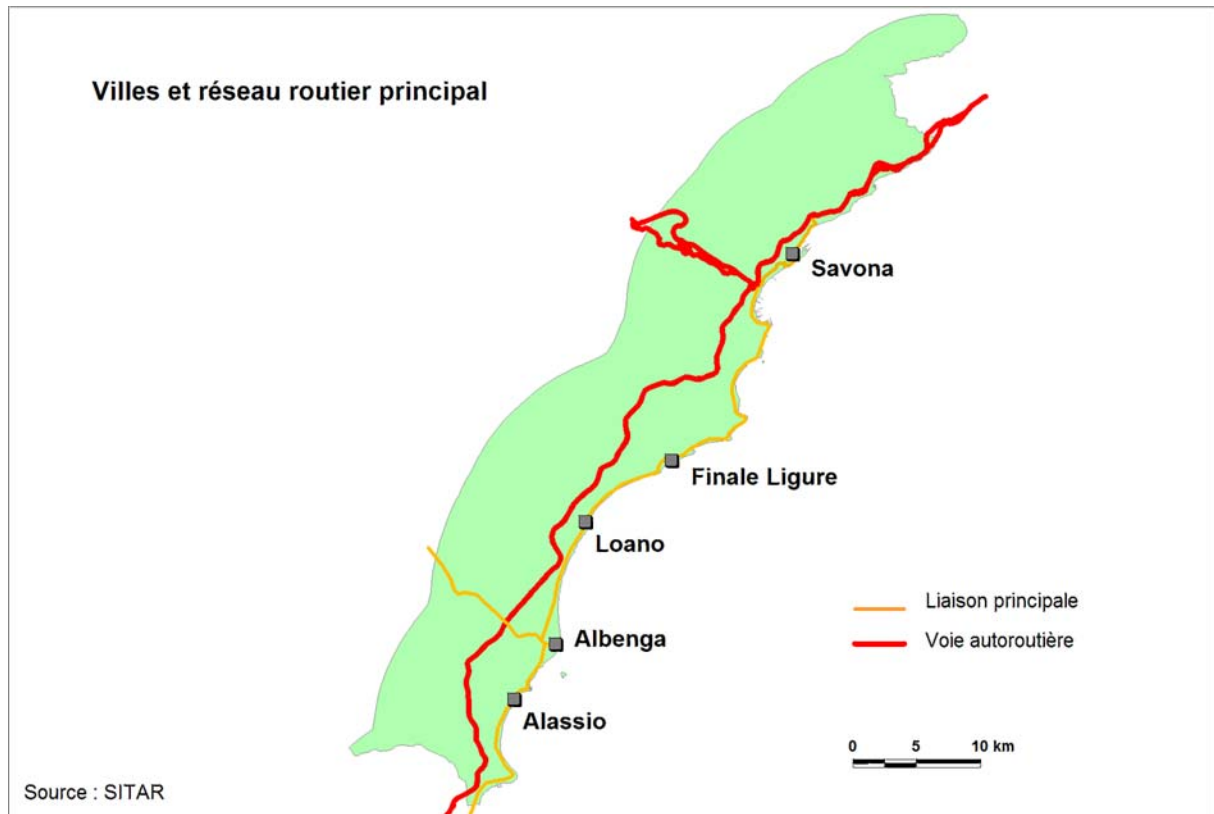 Villes et réseau routier principal
Savona
Finale Ligure
Loano
Liaison principale
Albenga
Voie autoroutière
Alassio
0 5 10 km
Source : SITAR